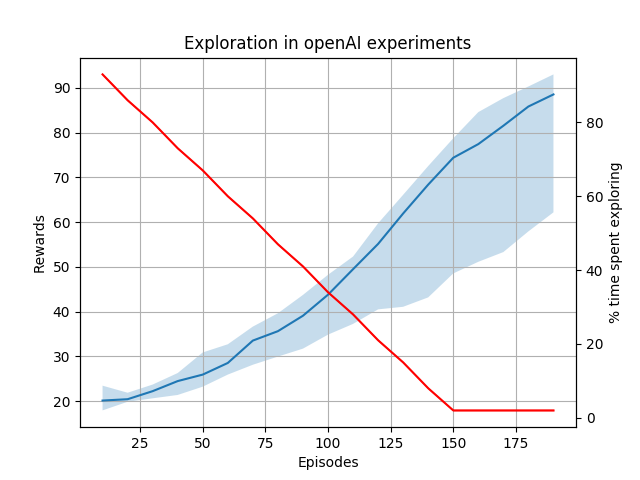 Exploration in openAI experiments
90
80
70
60
50
40
30
20
Rewards
80
60
40
20
0
% time spent exploring
25 50 75 100 125 150 175
Episodes